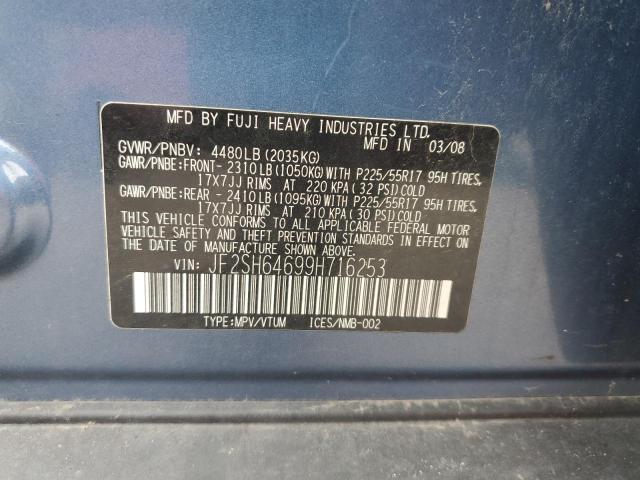 MFD BY FUJI HEAVY INDUSTRIES LTD.
MFD IN 03/08
GVWR/PNBV: 4480LB (2035KG)
GAWR/PNBE:FRONT- 2310LB (1050KG) WITH P225/55R17 95H TIRES,
17X7JJ RIMS AT 220 KPA (32 PSI) COLD
GAWR/PNBE:REAR - 2410LB (1095KG) WITH P225/55R17 95H TIRES,
17X7JJ RIMS AT 210 KPA (30 PSI) COLD
THIS VEHICLE CONFORMS TO ALL APPLICABLE FEDERAL MOTOR
VEHICLE SAFETY AND THEFT PREVENTION STANDARDS IN EFFECT ON
THE DATE OF MANUFACTURE SHOWN ABOVE.
VIN: JF2SH64699H716253
TYPE:MPV/VTUM ICES/NMB-002